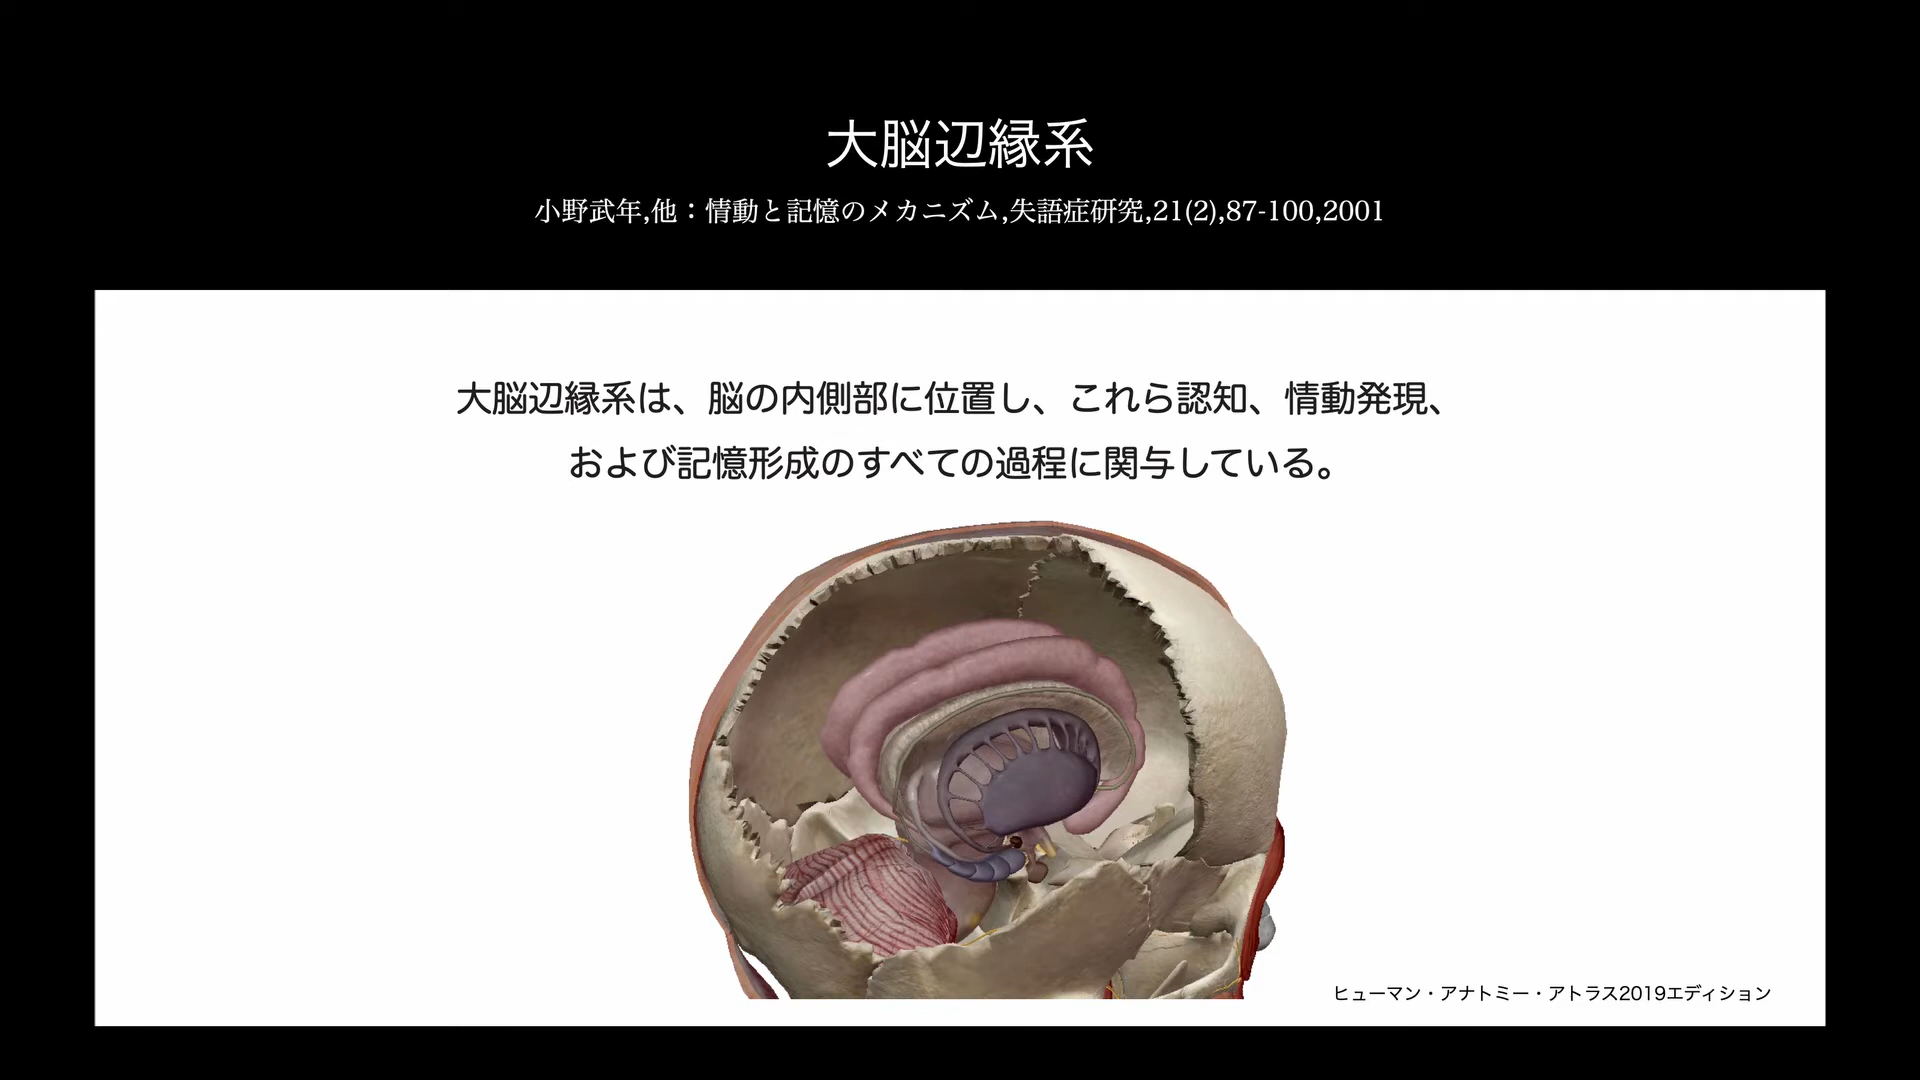 大脳辺縁系
小野武年,他：情動と記憶のメカニズム,失語症研究,21(2),87-100,2001
大脳辺縁系は、脳の内側部に位置し、これら認知、情動発現、
および記憶形成のすべての過程に関与している。
ヒューマン・アナトミー・アトラス2019エディション